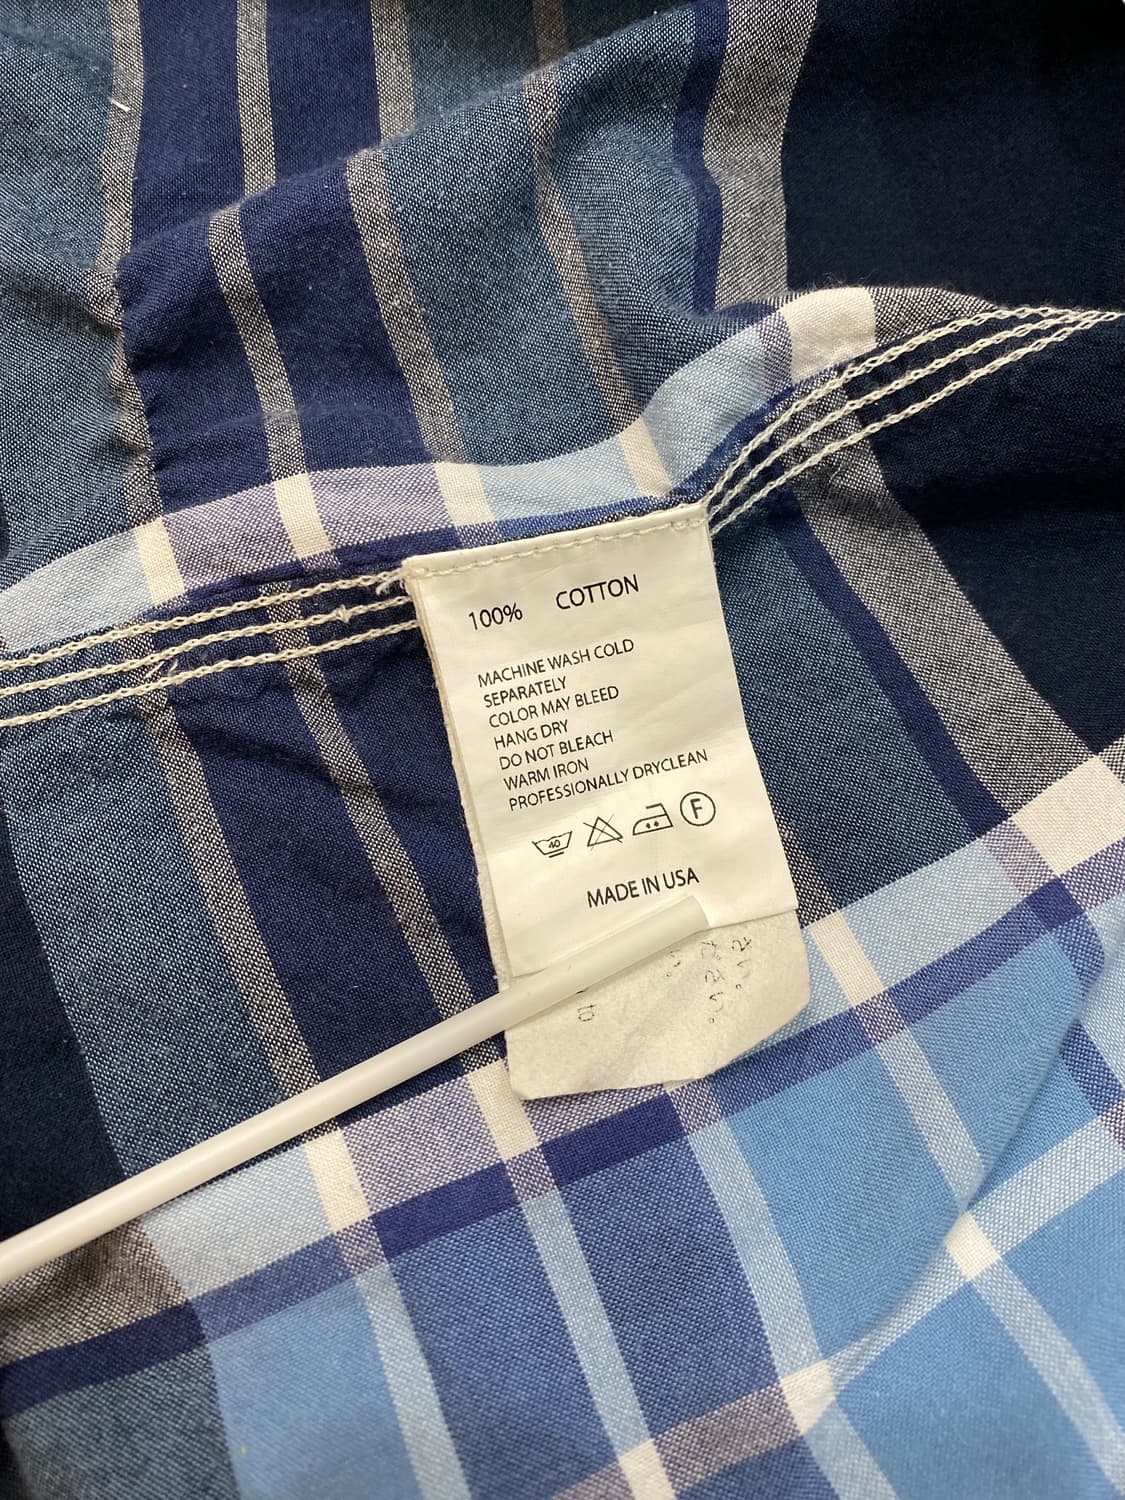 100% COTTON
MACHINE WASH COLD
SEPARATELY
COLOR MAY BLEED
HANG DRY
DO NOT BLEACH
WARM IRON
PROFESSIONALLY DRYCLEAN
40 F
MADE IN USA
to